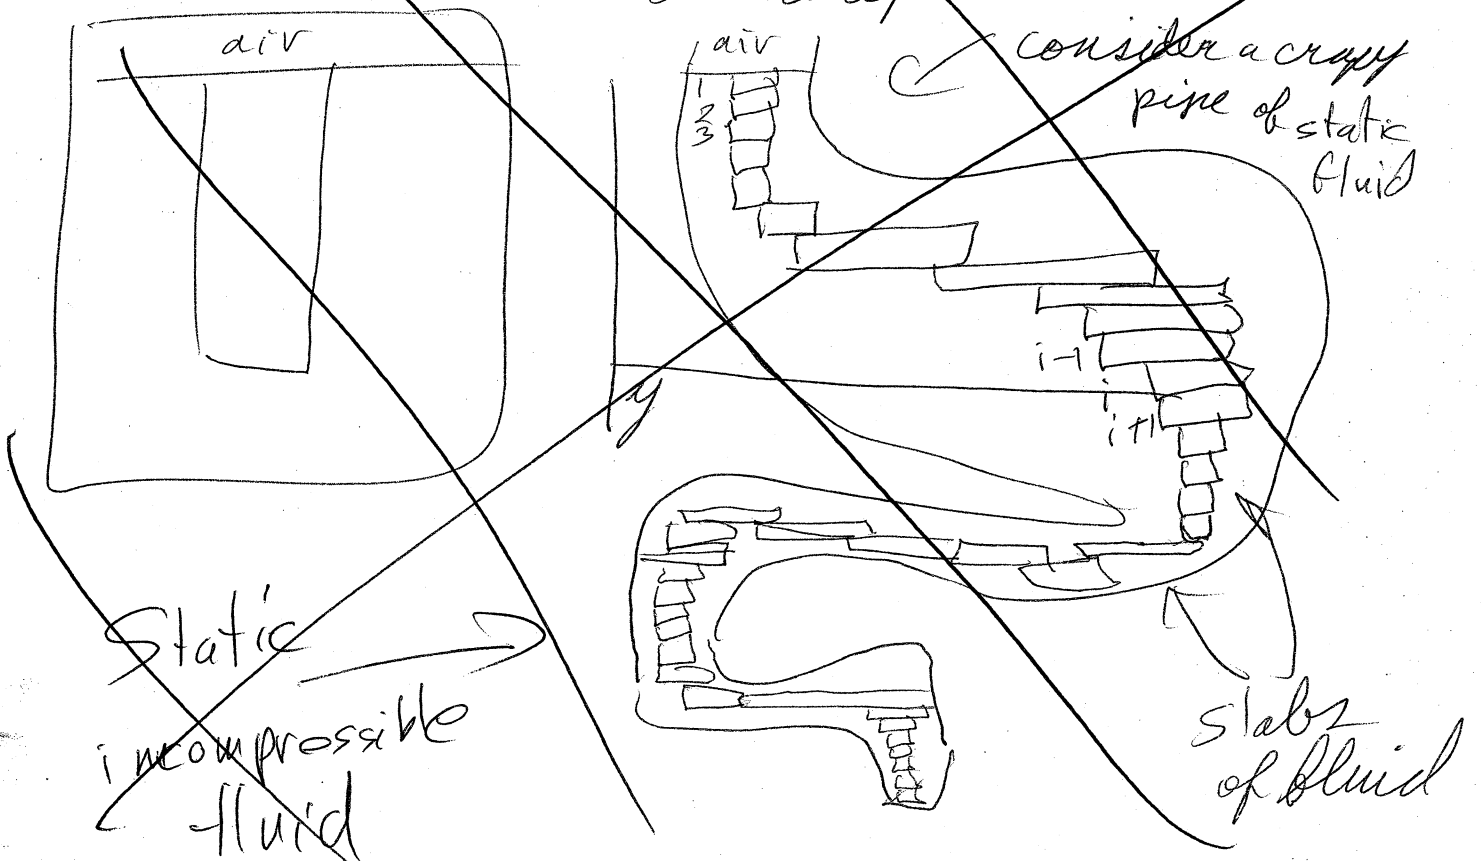 air
air
consider a crazy
pipe of static
fluid
1
2
3
i-1
i
i+1
y
Static
incompressible
fluid
slabs
of fluid